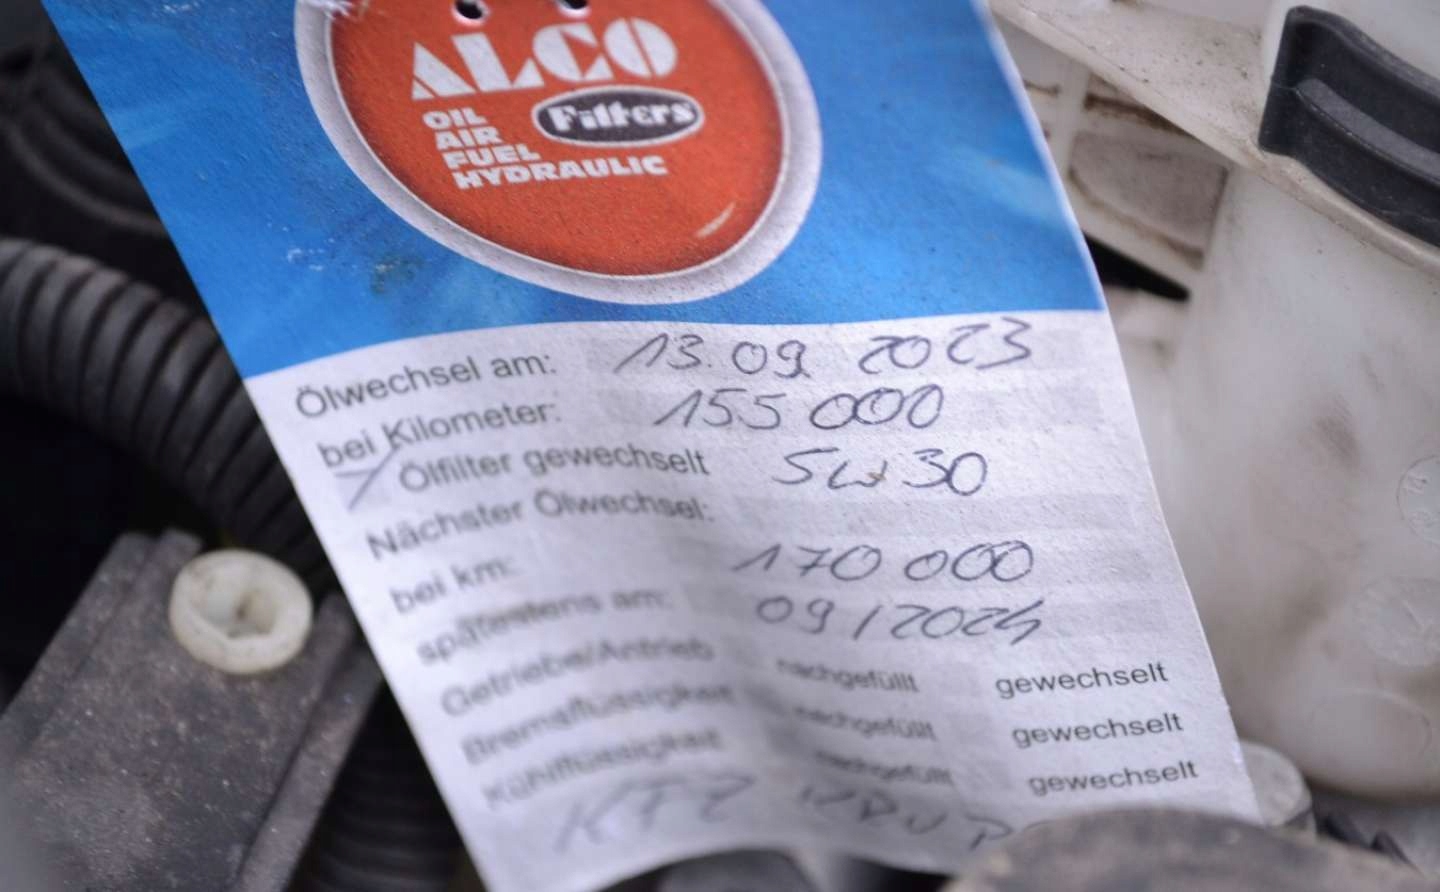 ALCO
Filters
OIL
AIR
FUEL
HYDRAULIC
Ölwechsel am: 13.09 2023
bei Kilometer: 155 000
Ölfilter gewechselt 5W30
Nächster Ölwechsel:
bei km: 170 000
spätestens am: 09/2024
Getriebe/Antrieb nachgefüllt gewechselt
Bremsflüssigkeit nachgefüllt gewechselt
Kühlflüssigkeit nachgefüllt gewechselt
KFZ